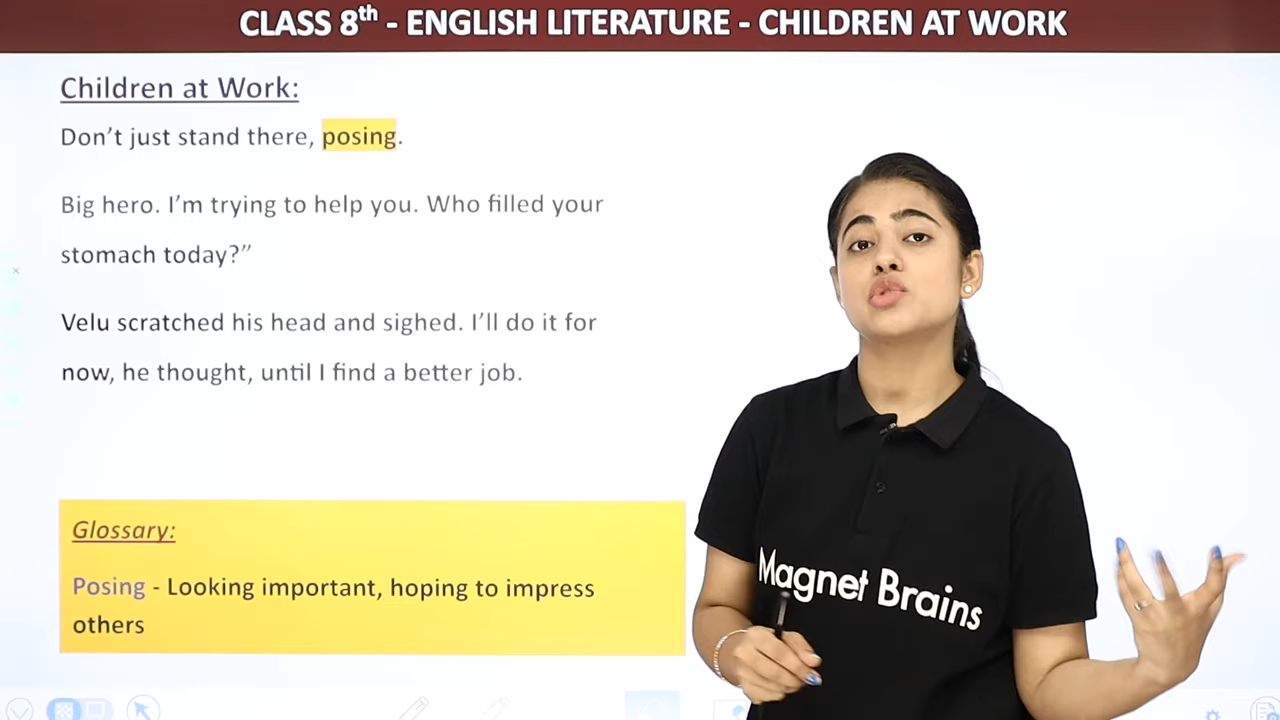 CLASS 8th - ENGLISH LITERATURE - CHILDREN AT WORK
Children at Work:
Don't just stand there, posing.
Big hero. I'm trying to help you. Who filled your
stomach today?”
Velu scratched his head and sighed. I'll do it for
now, he thought, until I find a better job.
Glossary:
Posing - Looking important, hoping to impress
others
Magnet Brains